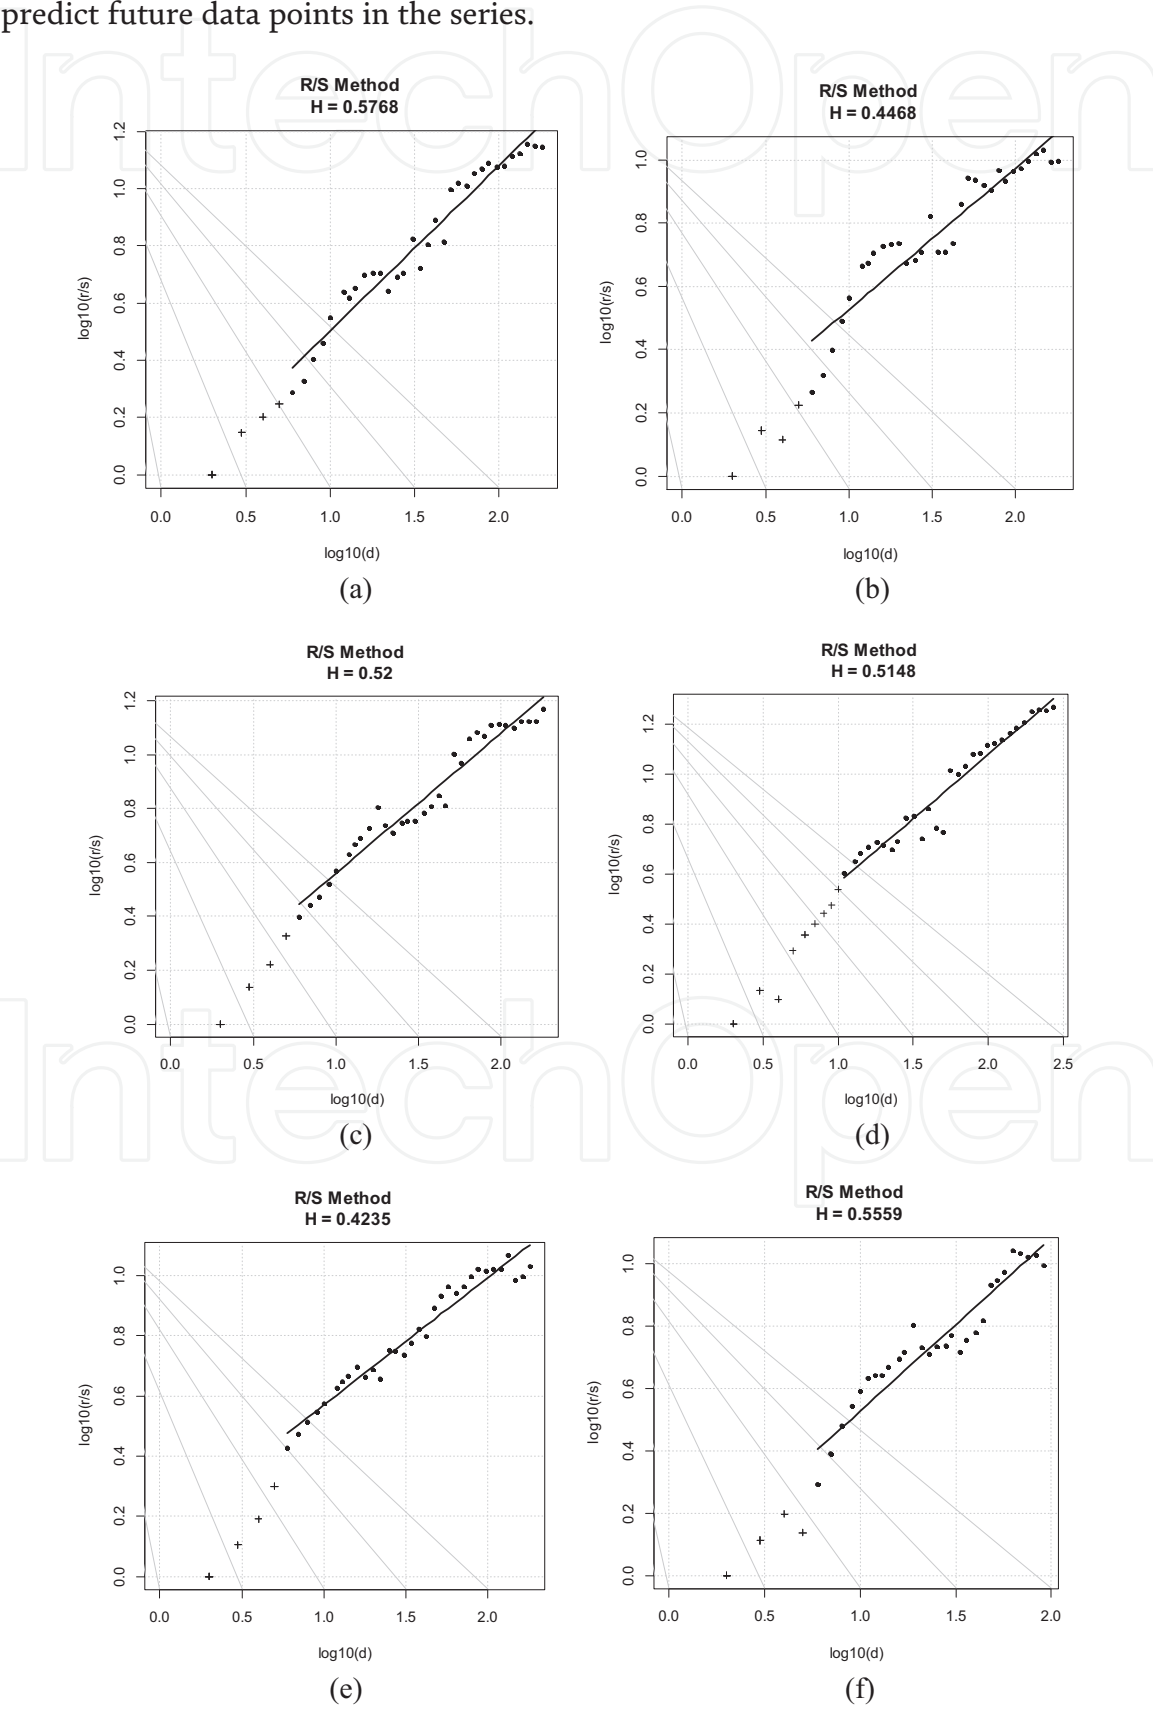 predict future data points in the series.
R/S Method
H = 0.5768
log10(r/s)
0.0 0.2 0.4 0.6 0.8 1.0 1.2
0.0 0.5 1.0 1.5 2.0
log10(d)
(a)
R/S Method
H = 0.4468
log10(r/s)
0.0 0.2 0.4 0.6 0.8 1.0
0.0 0.5 1.0 1.5 2.0
log10(d)
(b)
R/S Method
H = 0.52
log10(r/s)
0.0 0.2 0.4 0.6 0.8 1.0 1.2
0.0 0.5 1.0 1.5 2.0
log10(d)
(c)
R/S Method
H = 0.5148
log10(r/s)
0.0 0.2 0.4 0.6 0.8 1.0 1.2
0.0 0.5 1.0 1.5 2.0 2.5
log10(d)
(d)
R/S Method
H = 0.4235
log10(r/s)
0.0 0.2 0.4 0.6 0.8 1.0
0.0 0.5 1.0 1.5 2.0
log10(d)
(e)
R/S Method
H = 0.5559
log10(r/s)
0.0 0.2 0.4 0.6 0.8 1.0
0.0 0.5 1.0 1.5 2.0
log10(d)
(f)
IntechOpen
IntechOpen